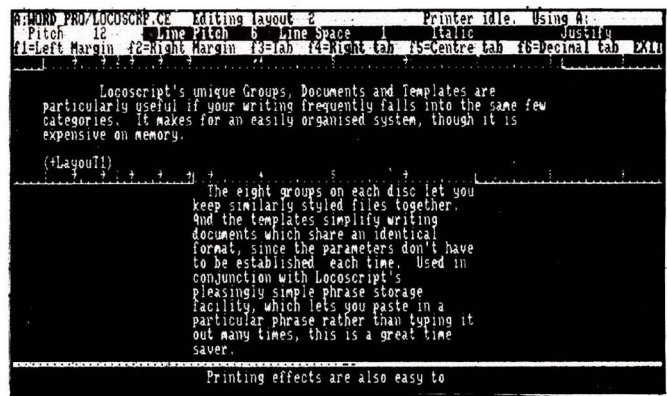 A:WORD_PRO/LOCOSCRP.CE Editing layout 2 Printer idle. Using A:
Pitch 12 Line Pitch 6 Line Space 1 Italic Justify
f1=Left Margin f2=Right Margin f3=Tab f4=Right tab f5=Centre tab f6=Decimal tab EXIT
Locoscript's unique Groups, Documents and Templates are
particularly useful if your writing frequently falls into the same few
categories. It makes for an easily organised system, though it is
expensive on memory.
(+LayouT1)
The eight groups on each disc let you
keep similarly styled files together.
And the templates simplify writing
documents which share an identical
format, since the parameters don't have
to be established each time. Used in
conjunction with Locoscript's
pleasingly simple phrase storage
facility, which lets you paste in a
particular phrase rather than typing it
out many times, this is a great time
saver.
Printing effects are also easy to